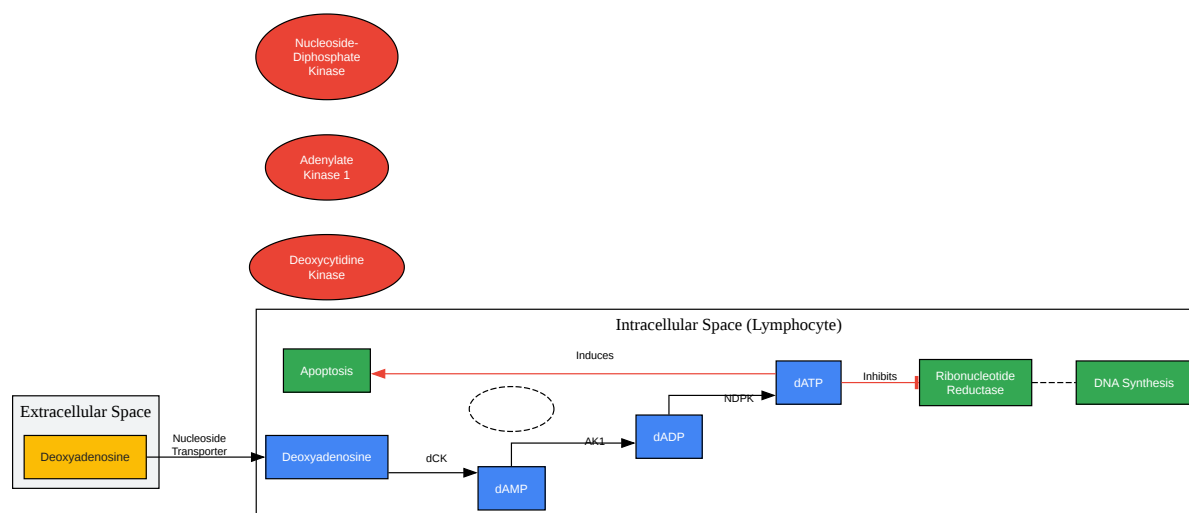 Nucleoside-
Diphosphate
Kinase
Adenylate
Kinase 1
Deoxycytidine
Kinase
Intracellular Space (Lymphocyte)
Induces
Apoptosis
dATP
Inhibits
Ribonucleotide
Reductase
DNA Synthesis
NDPK
Extracellular Space
Deoxyadenosine
Nucleoside
Transporter
Deoxyadenosine
dCK
dAMP
AK1
dADP